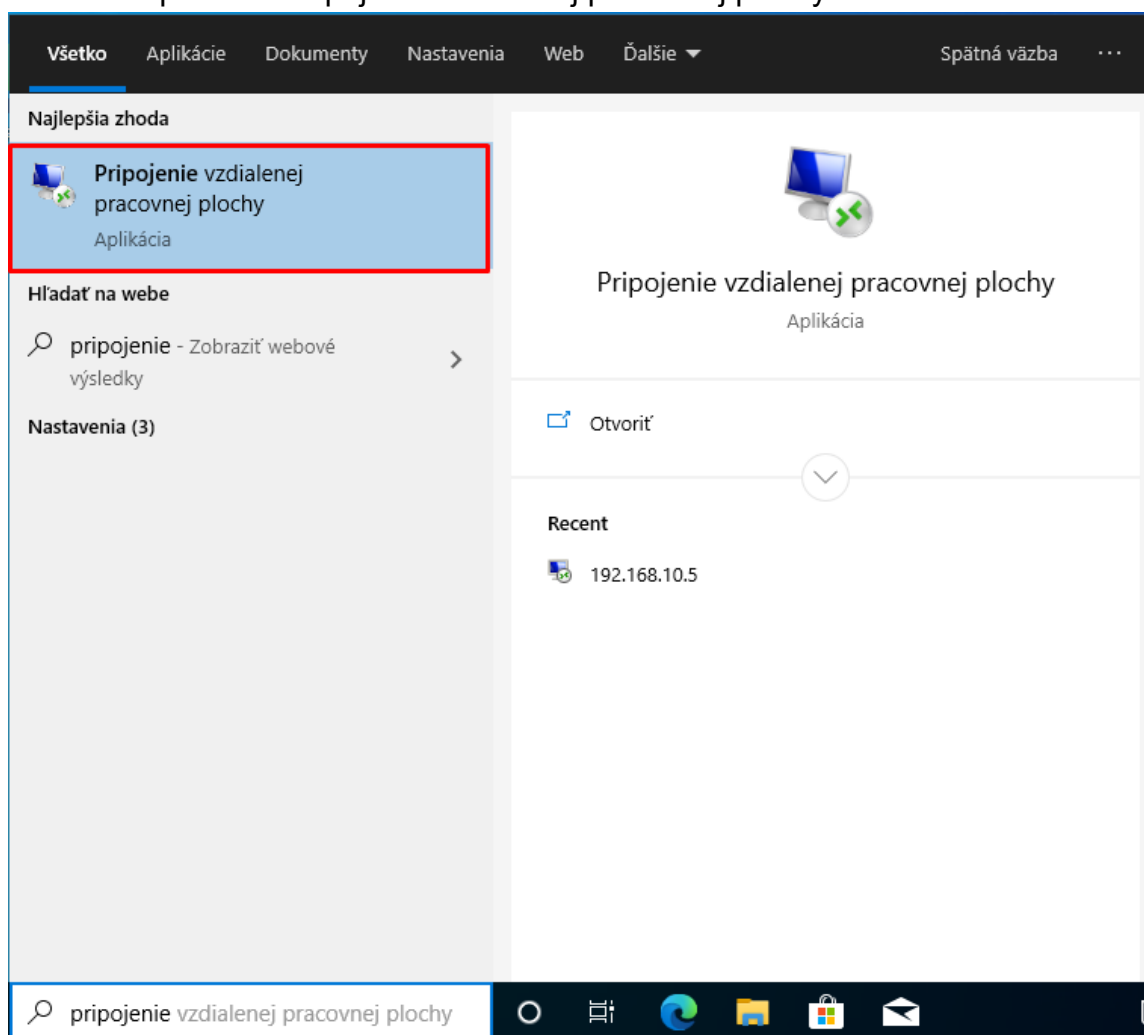 Všetko Aplikácie Dokumenty Nastavenia Web Ďalšie Spätná väzba ...
Najlepšia zhoda
Pripojenie vzdialenej
pracovnej plochy
Aplikácia
Hľadať na webe
pripojenie - Zobraziť webové
výsledky
Nastavenia (3)
Pripojenie vzdialenej pracovnej plochy
Aplikácia
Otvoriť
Recent
192.168.10.5
pripojenie vzdialenej pracovnej plochy